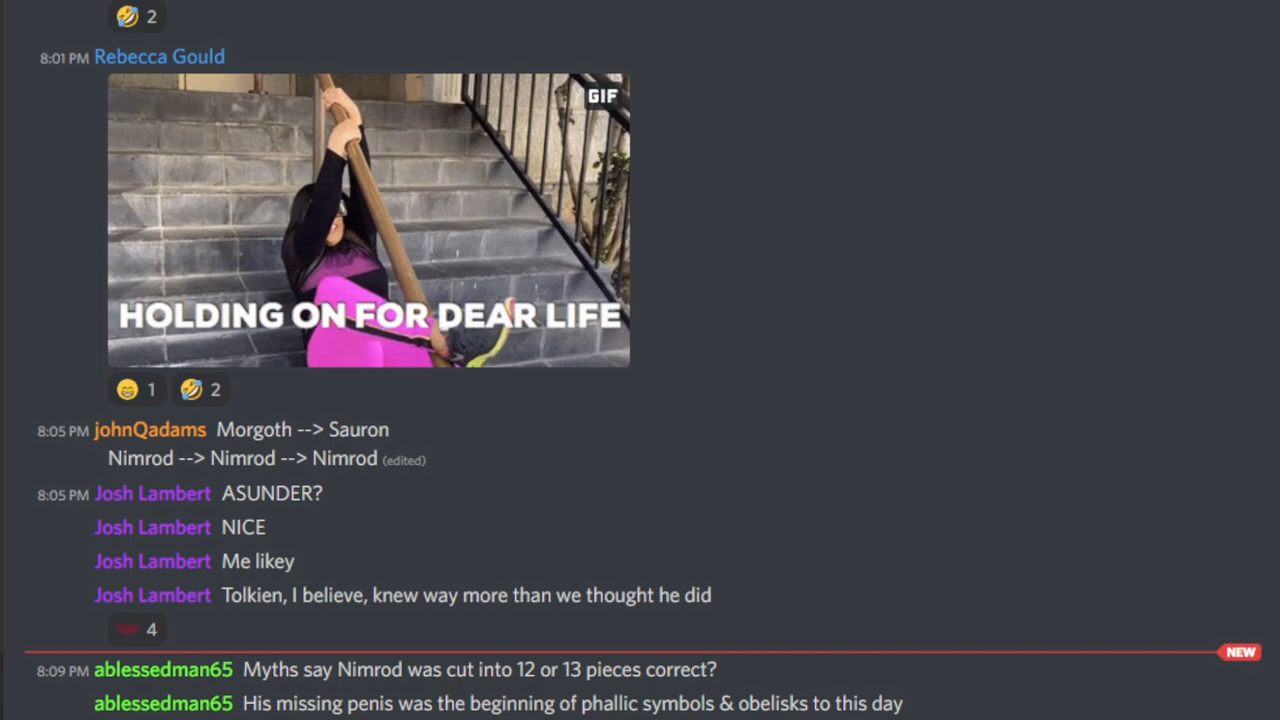 2
8:01 PM Rebecca Gould
GIF
HOLDING ON FOR DEAR LIFE
1 2
8:05 PM johnQadams Morgoth --> Sauron
Nimrod --> Nimrod --> Nimrod (edited)
8:05 PM Josh Lambert ASUNDER?
Josh Lambert NICE
Josh Lambert Me likey
Josh Lambert Tolkien, I believe, knew way more than we thought he did
4
NEW
8:09 PM ablessedman65 Myths say Nimrod was cut into 12 or 13 pieces correct?
ablessedman65 His missing penis was the beginning of phallic symbols & obelisks to this day